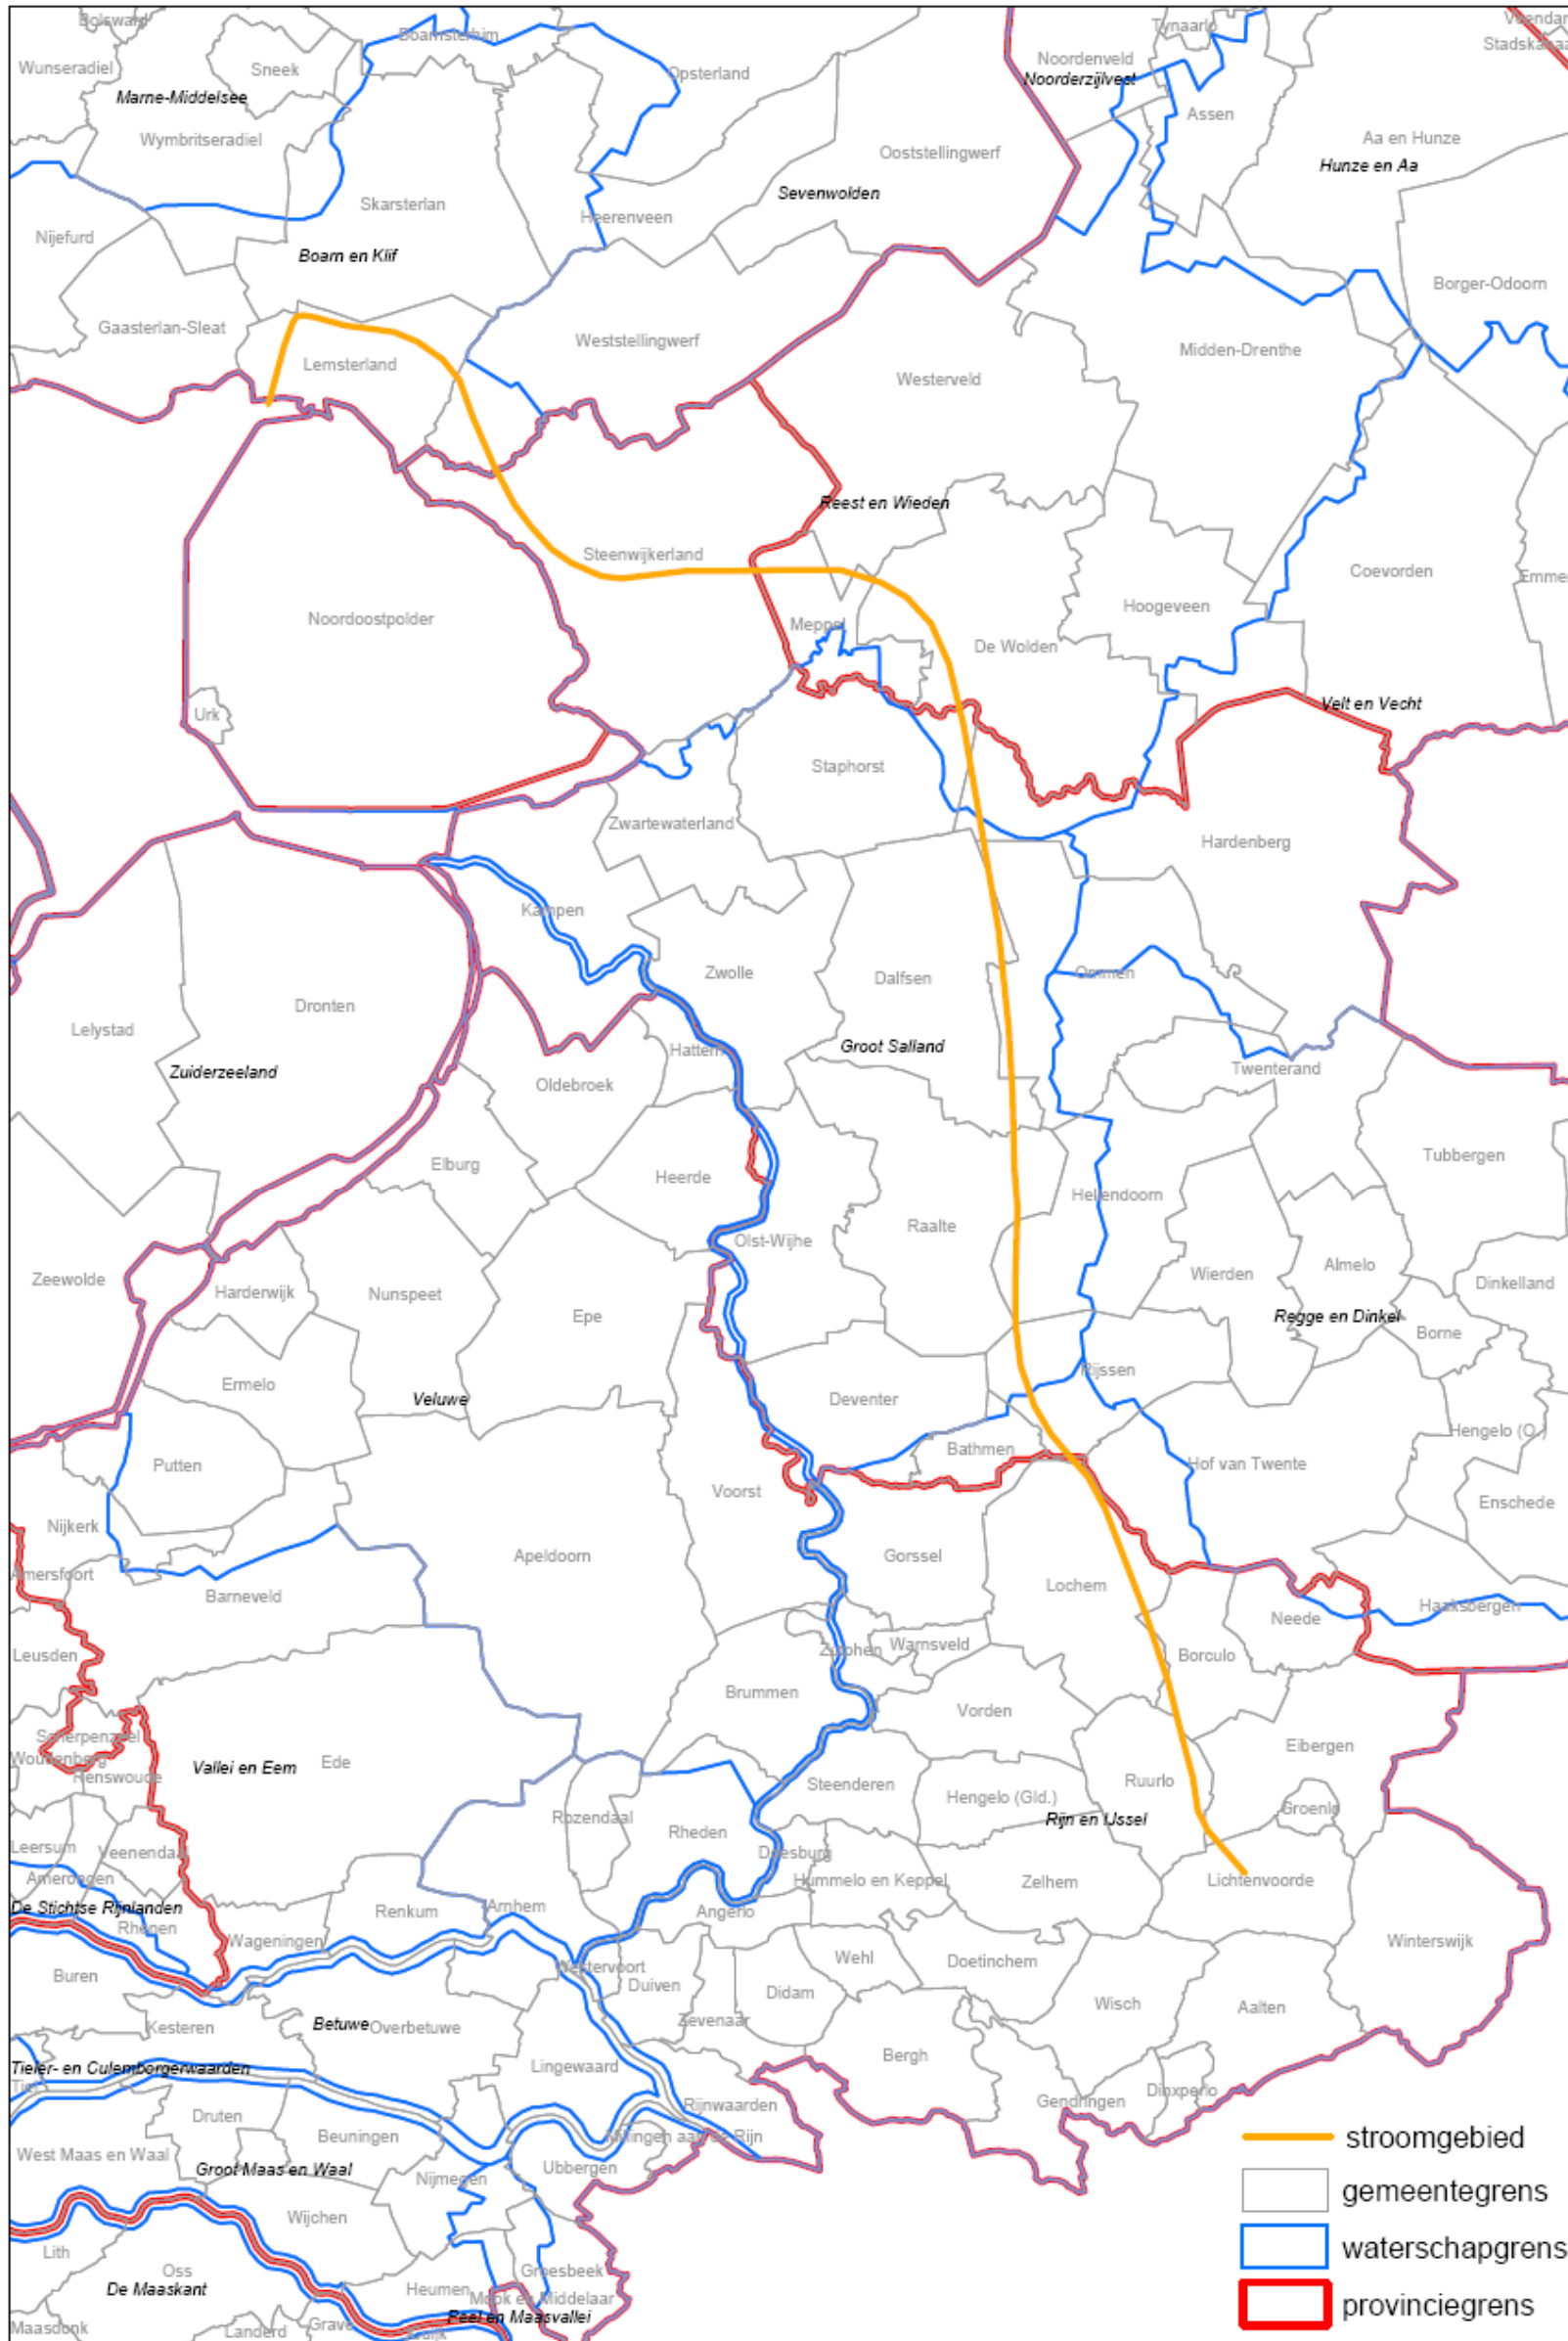 Bolsward
Boarnsterhim
Tynaarlo
Wunseradiel
Sneek
Opsterland
Noordenveld
Noorderzijlvest
Marne-Middelsee
Assen
Aa en Hunze
Wymbritseradiel
Ooststellingwerf
Hunze en Aa
Sevenwolden
Skarsterlan
Heerenveen
Nijefurd
Boarn en Klif
Borger-Odoorn
Gaasterlan-Sleat
Weststellingwerf
Midden-Drenthe
Lemsterland
Westerveld
Reest en Wieden
Steenwijkerland
Coevorden
Hoogeveen
Noordoostpolder
Meppel
De Wolden
Urk
Velt en Vecht
Staphorst
Zwartewaterland
Hardenberg
Kampen
Zwolle
Dalfsen
Ommen
Dronten
Lelystad
Groot Salland
Hattem
Zuiderzeeland
Oldebroek
Twenterand
Elburg
Heerde
Tubbergen
Hellendoorn
Raalte
Olst-Wijhe
Zeewolde
Harderwijk
Nunspeet
Wierden
Almelo
Dinkelland
Epe
Regge en Dinkel
Borne
Ermelo
Veluwe
Deventer
Rijssen
Hengelo (O.)
Bathmen
Putten
Hof van Twente
Voorst
Enschede
Nijkerk
Apeldoorn
Gorssel
Amersfoort
Lochem
Barneveld
Haaksbergen
Neede
Leusden
Zutphen
Warnsveld
Borculo
Brummen
Vorden
Scherpenzeel
Woudenberg
Renswoude
Vallei en Eem
Ede
Eibergen
Steenderen
Hengelo (Gld.)
Ruurlo
Groenlo
Rozendaal
Rheden
Rijn en IJssel
Leersum
Veenendaal
Doesburg
Amerongen
Hummelo en Keppel
Zelhem
Lichtenvoorde
De Stichtse Rijnlanden
Rhenen
Renkum
Arnhem
Angerlo
Wageningen
Winterswijk
Buren
Westervoort
Duiven
Wehl
Doetinchem
Didam
Wisch
Aalten
Zevenaar
Kesteren
Betuwe
Overbetuwe
Bergh
Tieler- en Culemborgerwaarden
Tiel
Lingewaard
Dinxperlo
Gendringen
Rijnwaarden
Druten
Beuningen
Millingen aan de Rijn
stroomgebied
West Maas en Waal
Groot Maas en Waal
Nijmegen
Ubbergen
gemeentegrens
Wijchen
Lith
waterschapgrens
Oss
De Maaskant
Groesbeek
Heumen
Mook en Middelaar
provinciegrens
Peel en Maasvallei
Maasdonk
Landerd
Grave